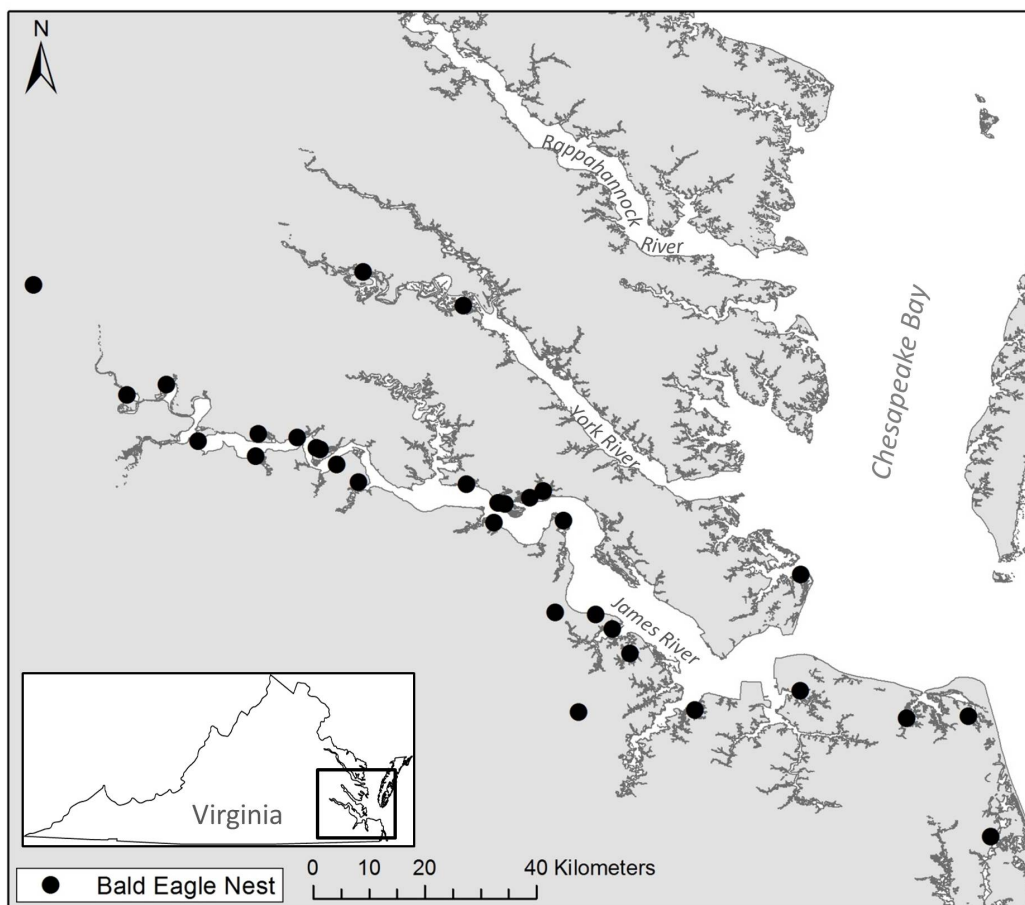 N
Rappahannock
River
Chesapeake Bay
York River
James River
Virginia
0 10 20 40 Kilometers
Bald Eagle Nest